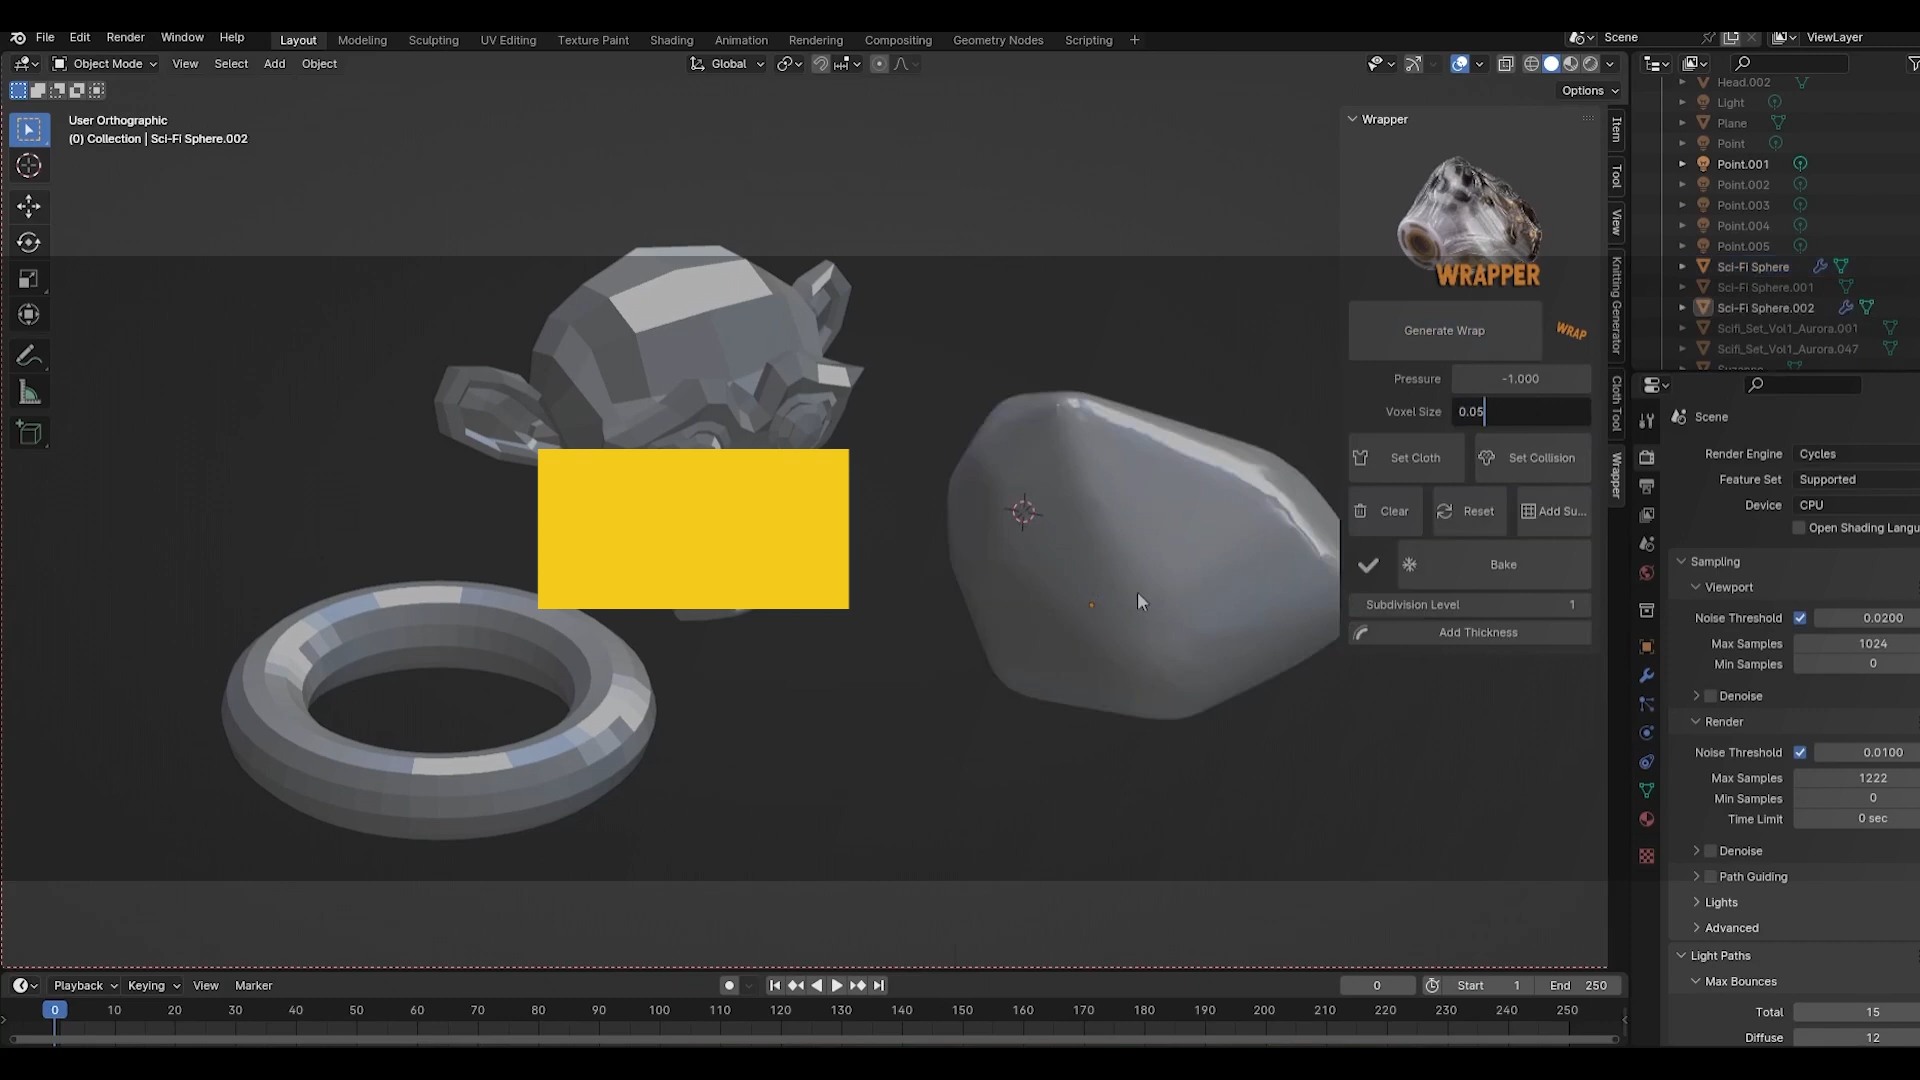 File Edit Render Window Help Layout Modeling Sculpting UV Editing Texture Paint Shading Animation Rendering Compositing Geometry Nodes Scripting + Scene ViewLayer
Object Mode View Select Add Object Global
Options
User Orthographic
(0) Collection | Sci-Fi Sphere.002
Wrapper
WRAPPER
Generate Wrap WRAP
Pressure -1.000
Voxel Size 0.05
Set Cloth Set Collision
Clear Reset Add Su...
Bake
Subdivision Level 1
Add Thickness
Item
Tool
View
Knitting Generator
Cloth Tool
Wrapper
Head.002
Light
Plane
Point
Point.001
Point.002
Point.003
Point.004
Point.005
Sci-Fi Sphere
Sci-Fi Sphere.001
Sci-Fi Sphere.002
Scifi_Set_Vol1_Aurora.001
Scifi_Set_Vol1_Aurora.047
Scene
Render Engine Cycles
Feature Set Supported
Device CPU
Open Shading Langu
Sampling
Viewport
Noise Threshold 0.0200
Max Samples 1024
Min Samples 0
Denoise
Render
Noise Threshold 0.0100
Max Samples 1222
Min Samples 0
Time Limit 0 sec
Denoise
Path Guiding
Lights
Advanced
Light Paths
Max Bounces
Total 15
Diffuse 12
Playback Keying View Marker 0 Start 1 End 250
0 10 20 30 40 50 60 70 80 90 100 110 120 130 140 150 160 170 180 190 200 210 220 230 240 250